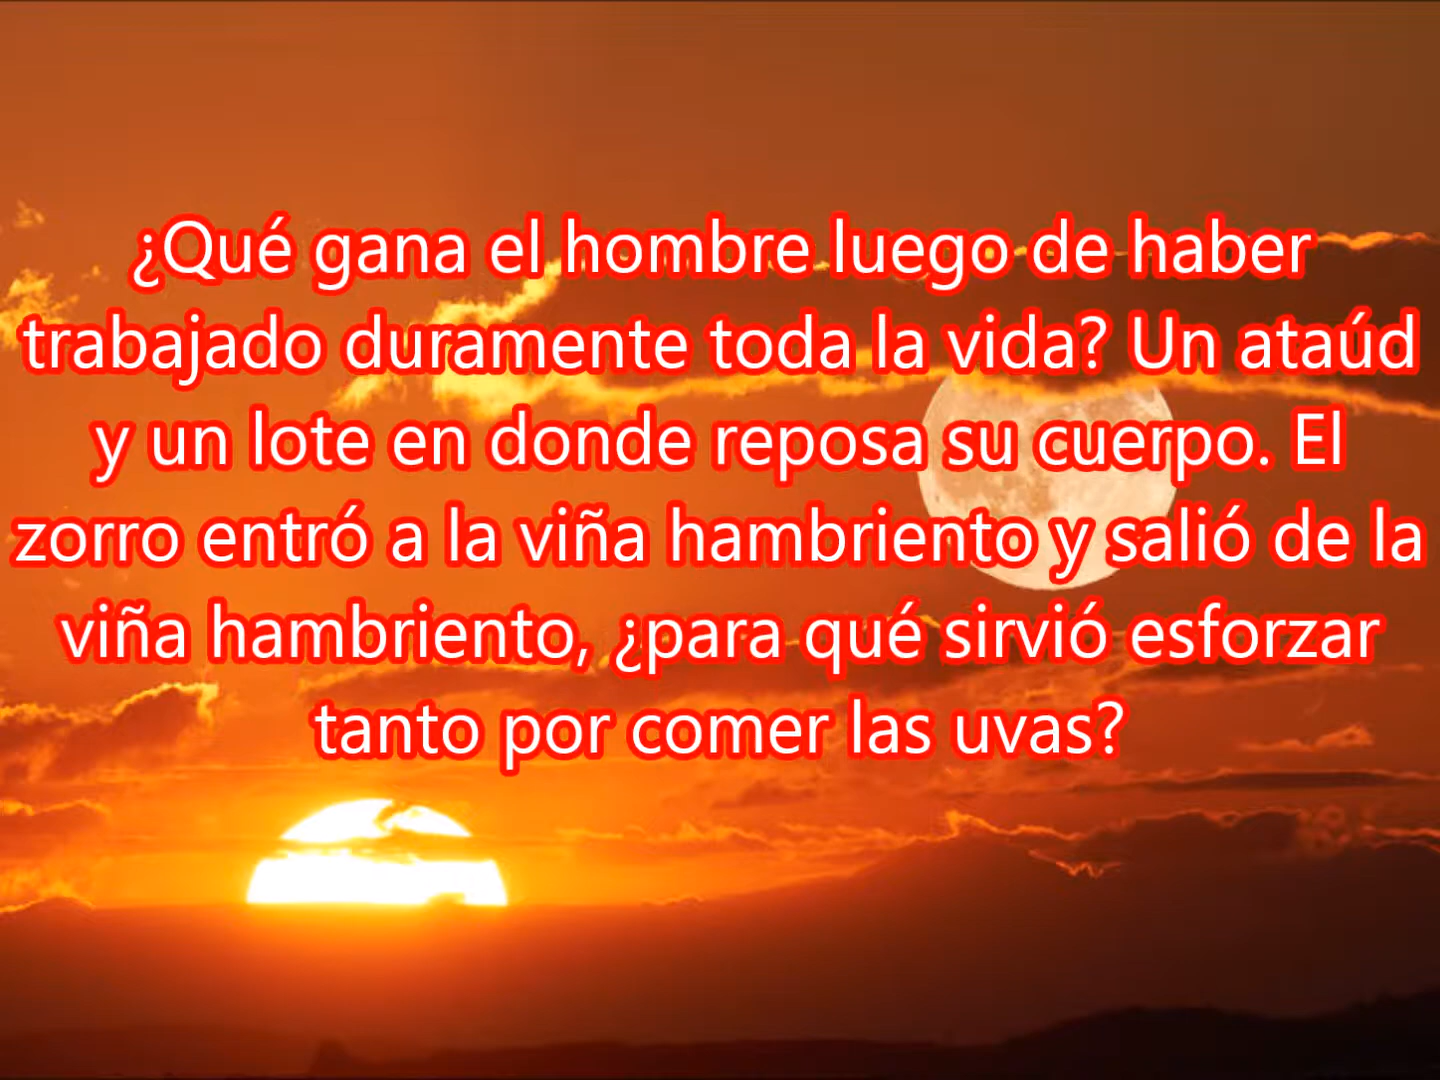 ¿Qué gana el hombre luego de haber
trabajado duramente toda la vida? Un ataúd
y un lote en donde reposa su cuerpo. El
zorro entró a la viña hambriento y salió de la
viña hambriento, ¿para qué sirvió esforzar
tanto por comer las uvas?